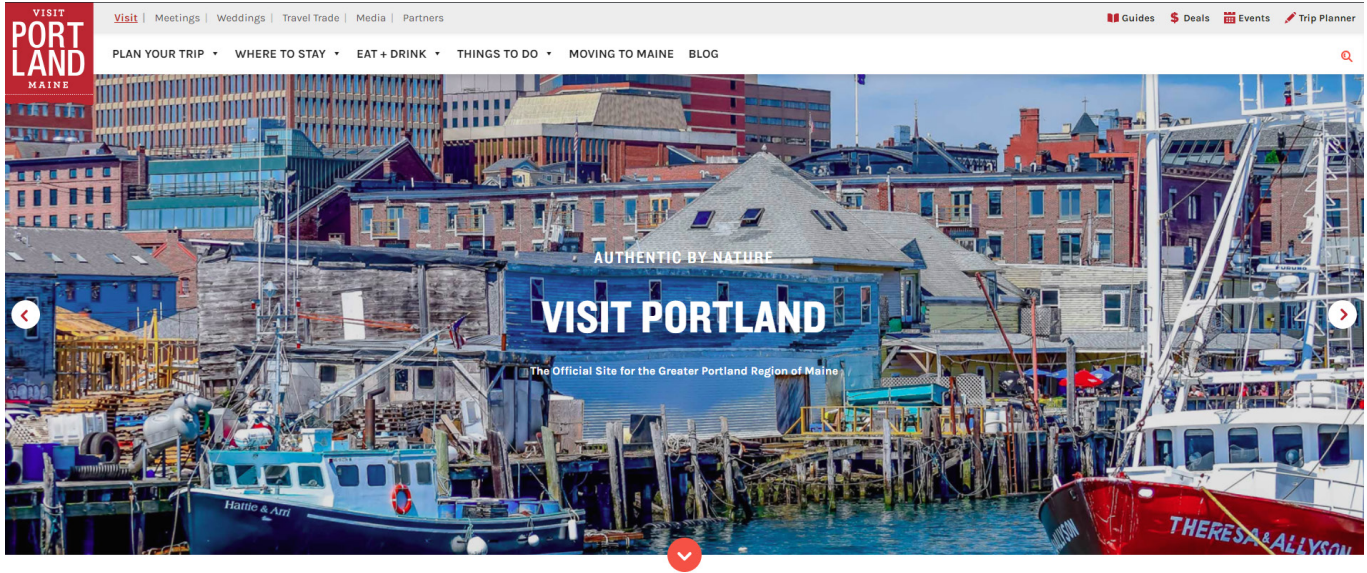 VISIT
PORT
LAND
MAINE
Visit | Meetings | Weddings | Travel Trade | Media | Partners
Guides $ Deals Events Trip Planner
PLAN YOUR TRIP WHERE TO STAY EAT + DRINK THINGS TO DO MOVING TO MAINE BLOG
AUTHENTIC BY NATURE
VISIT PORTLAND
The Official Site for the Greater Portland Region of Maine
FURUNO
Hattie & Arri
THERESA & ALLYSON
ALLYSON